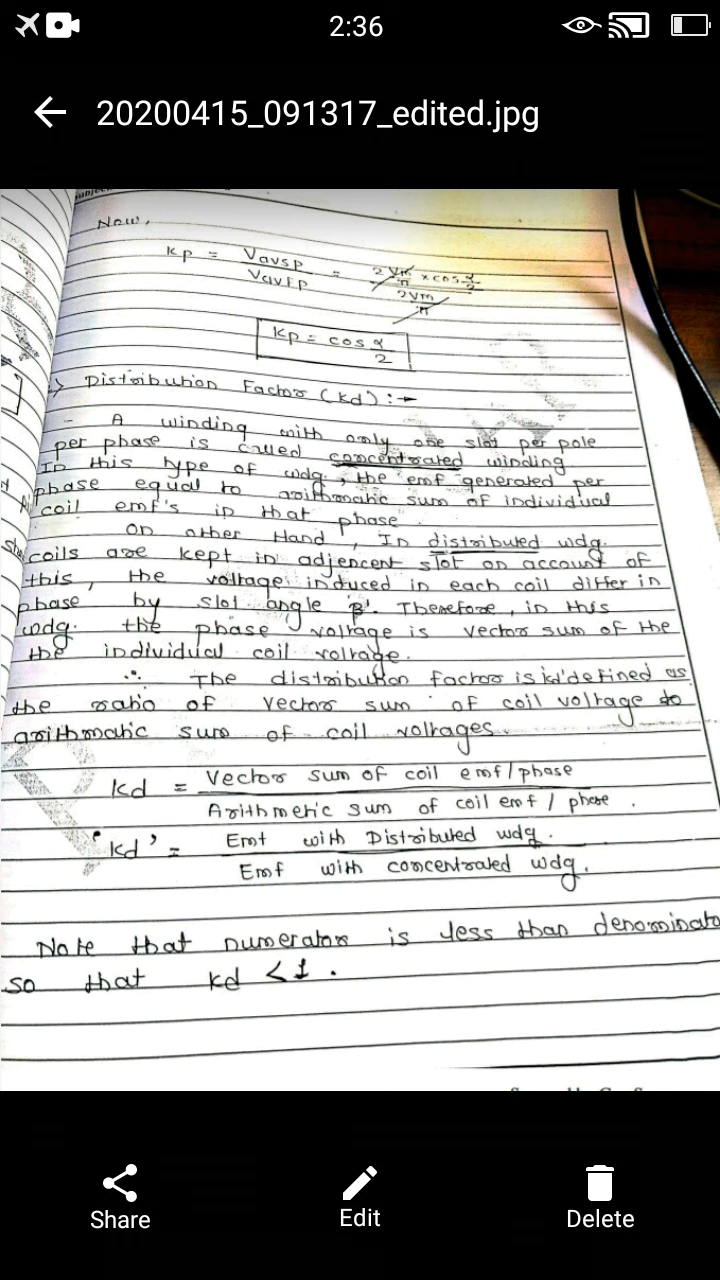 2:36
20200415_091317_edited.jpg
Now,
Kp = Vavsp / VavFp = 2Vm/π × cos α/2 / 2Vm/π
Kp = cos α/2
> Distribution Factor (kd) :-
- A winding with only one slot per pole
per phase is called concentrated winding
In this type of wdg, the emf generated per
phase equal to arithmatic sum of individual
coil emf's in that phase
On other Hand, In distributed wdg.
coils are kept in adjencent slot on account of
this, the voltage induced in each coil differ in
phase by slot angle 'β'. Therefore, in this
wdg. the phase voltage is vector sum of the
the individual coil voltage.
∴ The distribution factor is 'kd' defined as
the ratio of vector sum of coil voltage to
arithmatic sum of coil voltages.
kd = Vector sum of coil emf/phase
Arithmetic sum of coil emf / phase.
'kd' = Emf with Distributed wdg.
Emf with concentrated wdg.
Note that numerator is less than denominato
so that kd <1.
Share
Edit
Delete